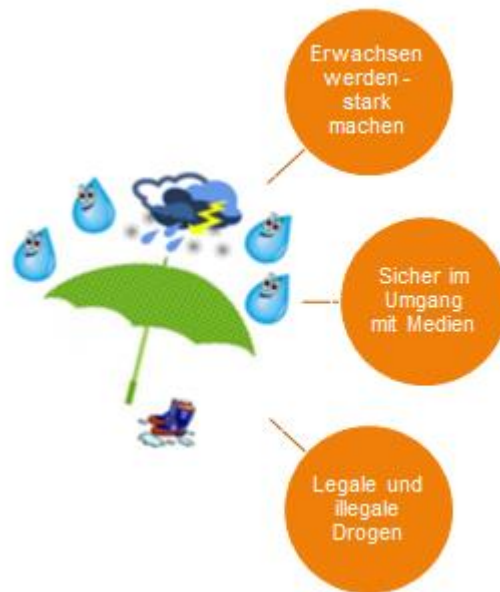 Erwachsen
werden -
stark
machen
Sicher im
Umgang
mit Medien
Legale und
illegale
Drogen